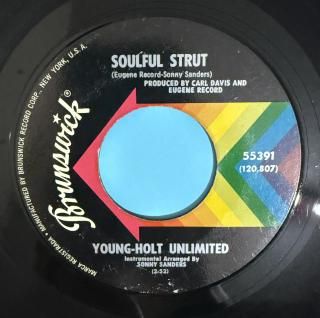 SOULFUL STRUT
(Eugene Record-Sonny Sanders)
PRODUCED BY CARL DAVIS AND
EUGENE RECORD
Brunswick
MARCA REGISTRADA • MANUFACTURED BY BRUNSWICK RECORD CORP., NEW YORK, U.S.A.
55391
(120,807)
YOUNG-HOLT UNLIMITED
Instrumental Arranged By
SONNY SANDERS
(2:53)